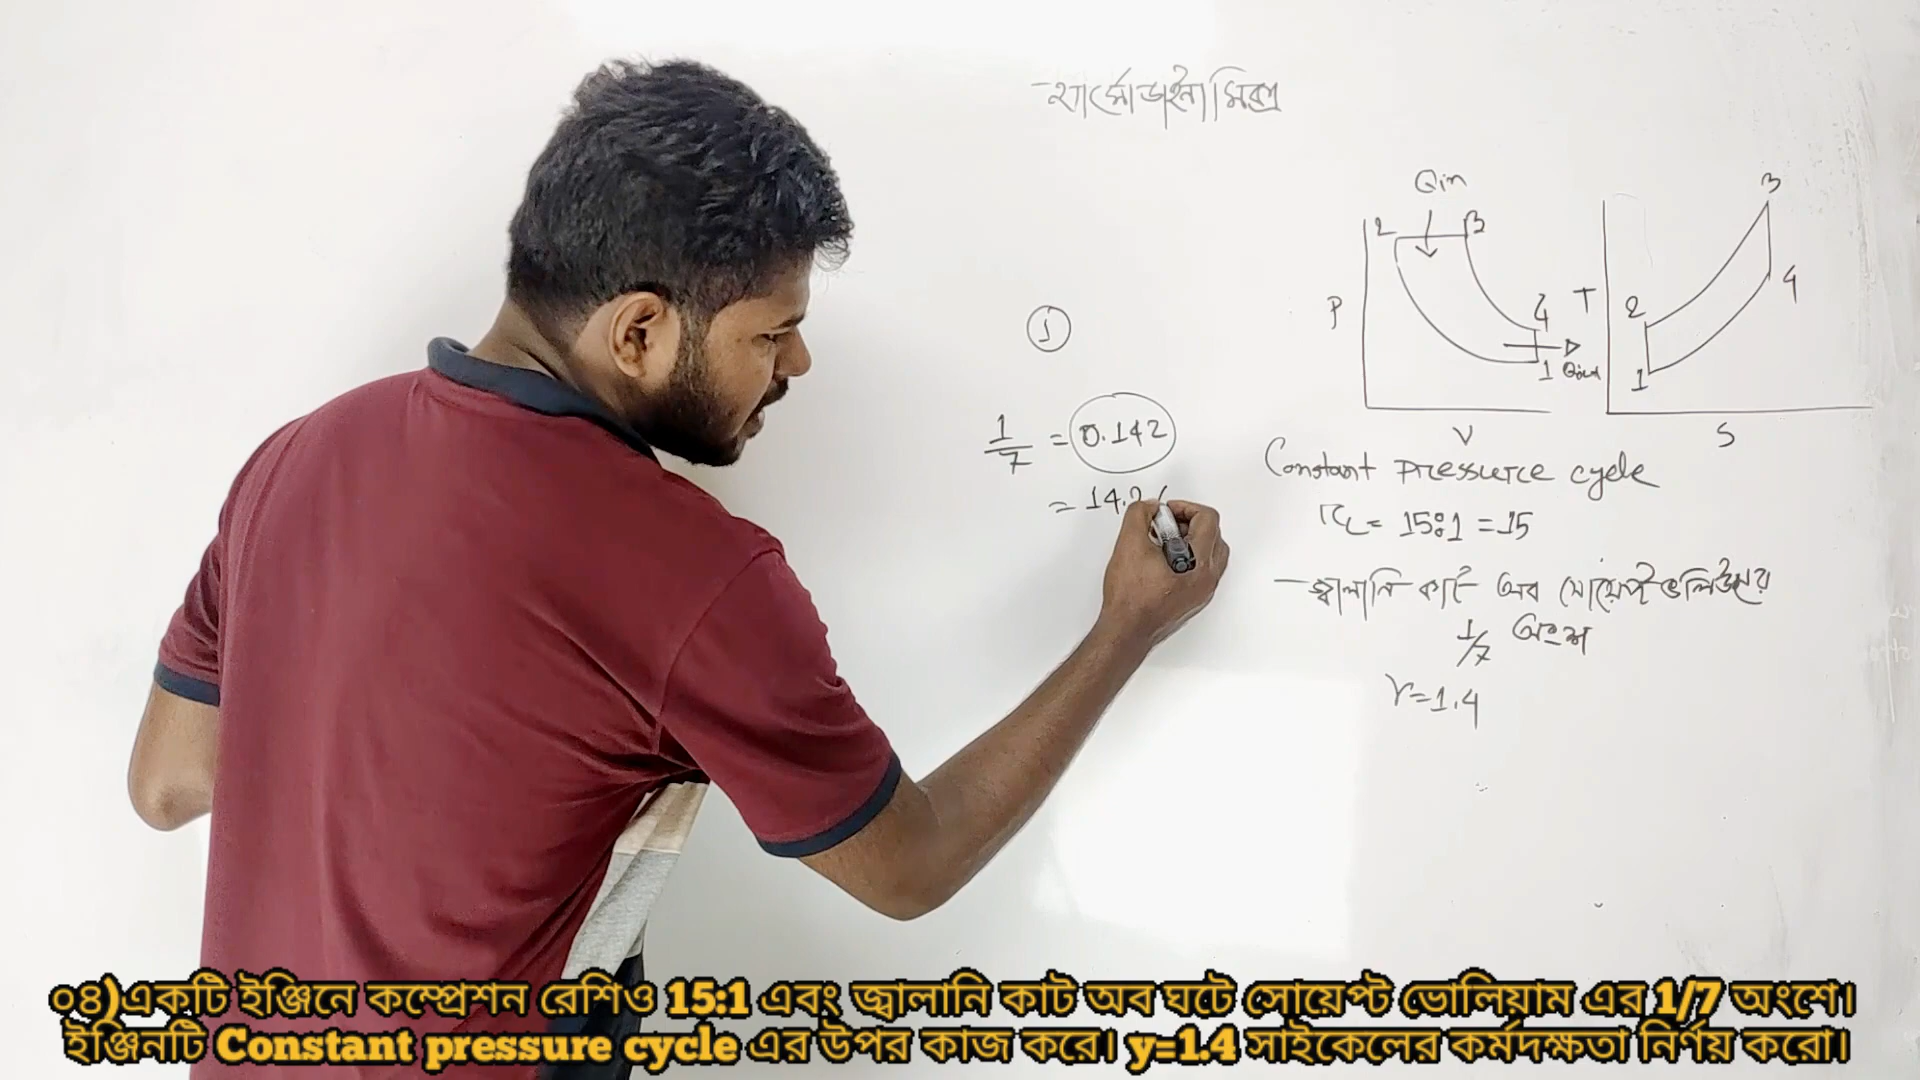 থার্মোডাইনামিক্স
Qin
2 3
P
4
1 Qout
V
3
T
2
4
1
S
①
1/7 = 0.142
= 14.2
Constant Pressure cycle
= 15:1 = 15
জ্বালানি কাট অব সোয়েপ্ট ভলিউমের
1/7 অংশ
γ=1.4
০৪)একটি ইঞ্জিনে কম্প্রেশন রেশিও 15:1 এবং জ্বালানি কাট অব ঘটে সোয়েপ্ট ভোলিয়াম এর 1/7 অংশে।
ইঞ্জিনটি Constant pressure cycle এর উপর কাজ করে। y=1.4 সাইকেলের কর্মদক্ষতা নির্ণয় করো।